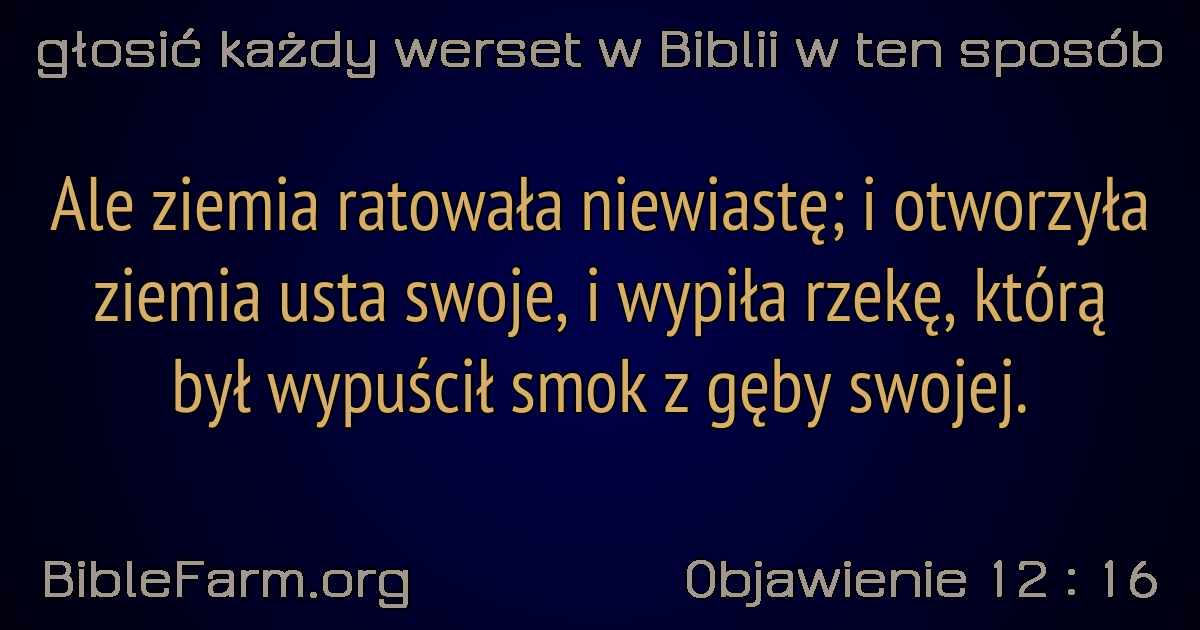 głosić każdy werset w Biblii w ten sposób
Ale ziemia ratowała niewiastę; i otworzyła
ziemia usta swoje, i wypiła rzekę, którą
był wypuścił smok z gęby swojej.
BibleFarm.org
Objawienie 12 : 16